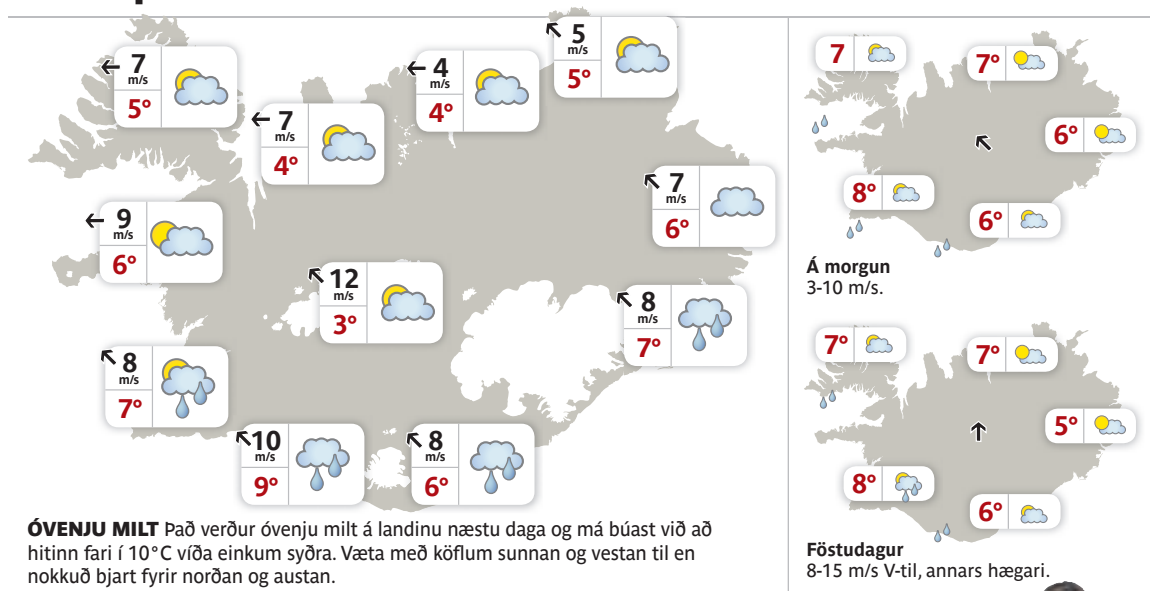 5
m/s
5°
7
m/s
5°
4
m/s
4°
7
m/s
4°
7
m/s
6°
9
m/s
6°
12
m/s
3°
8
m/s
7°
8
m/s
7°
10
m/s
9°
8
m/s
6°
ÓVENJU MILT Það verður óvenju milt á landinu næstu daga og má búast við að
hitinn fari í 10°C víða einkum syðra. Væta með köflum sunnan og vestan til en
nokkuð bjart fyrir norðan og austan.
7
7°
6°
8°
6°
Á morgun
3-10 m/s.
7°
7°
5°
8°
6°
Föstudagur
8-15 m/s V-til, annars hægari.